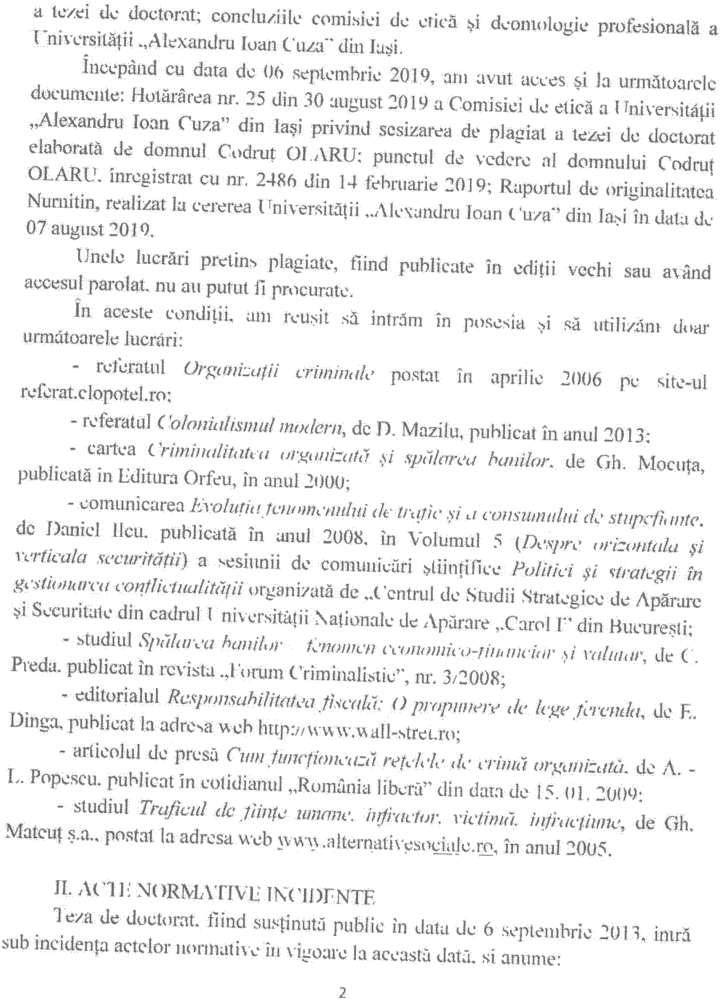 a tezei de doctorat; concluziile comisiei de etică și deontologie profesională a
Universității „Alexandru Ioan Cuza” din Iași.
Începând cu data de 06 septembrie 2019, am avut acces și la următoarele
documente: Hotărârea nr. 25 din 30 august 2019 a Comisiei de etică a Universității
„Alexandru Ioan Cuza” din Iași privind sesizarea de plagiat a tezei de doctorat
elaborată de domnul Codruț OLARU; punctul de vedere al domnului Codruț
OLARU, înregistrat cu nr. 2486 din 14 februarie 2019; Raportul de originalitatea
Nurnitin, realizat la cererea Universității „Alexandru Ioan Cuza” din Iași în data de
07 august 2019.
Unele lucrări pretins plagiate, fiind publicate în ediții vechi sau având
accesul parolat, nu au putut fi procurate.
În aceste condiții, am reușit să intrăm în posesia și să utilizăm doar
următoarele lucrări:
- referatul Organizații criminale postat în aprilie 2006 pe site-ul
referat.clopotel.ro;
- referatul Colonialismul modern, de D. Mazilu, publicat în anul 2013;
- cartea Criminalitatea organizată și spălarea banilor, de Gh. Mocuța,
publicată în Editura Orfeu, în anul 2000;
- comunicarea Evoluția fenomenului de trafic și a consumului de stupefiante,
de Daniel Ilcu, publicată în anul 2008, în Volumul 5 (Despre orizontala și
verticala securității) a sesiunii de comunicări științifice Politici și strategii în
gestionarea conflictualității organizată de „Centrul de Studii Strategice de Apărare
și Securitate din cadrul Universității Naționale de Apărare „Carol I” din București;
- studiul Spălarea banilor – fenomen economico-financiar și valutar, de C.
Preda, publicat în revista „Forum Criminalistic”, nr. 3/2008;
- editorialul Responsabilitatea fiscală: O propunere de lege ferenda, de E.
Dinga, publicat la adresa web http://www.wall-stret.ro;
- articolul de presă Cum funcționează rețelele de crimă organizată, de A. -
L. Popescu, publicat în cotidianul „România liberă” din data de 15. 01. 2009;
- studiul Traficul de ființe umane, infractor, victimă, infracțiune, de Gh.
Mateuț ș.a., postat la adresa web www.alternativesociale.ro, în anul 2005.
II. ACTE NORMATIVE INCIDENTE
Teza de doctorat, fiind susținută public în data de 6 septembrie 2013, intră
sub incidența actelor normative în vigoare la această dată, și anume:
2